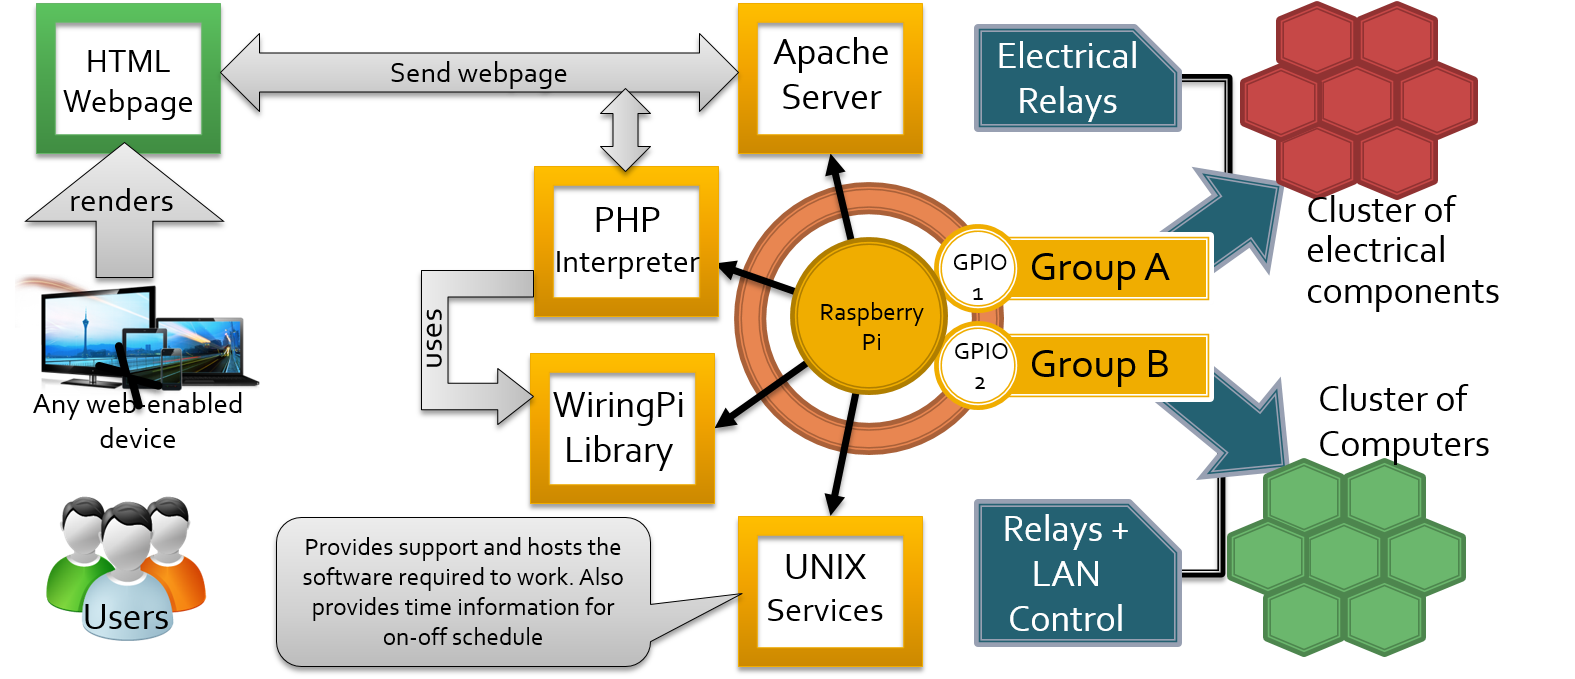 HTML
Webpage
Send webpage
Apache
Server
Electrical
Relays
renders
PHP
Interpreter
uses
WiringPi
Library
Raspberry
Pi
GPIO
1
Group A
GPIO
2
Group B
Cluster of
electrical
components
Any web-enabled
device
Cluster of
Computers
Users
Provides support and hosts the
software required to work. Also
provides time information for
on-off schedule
UNIX
Services
Relays +
LAN
Control